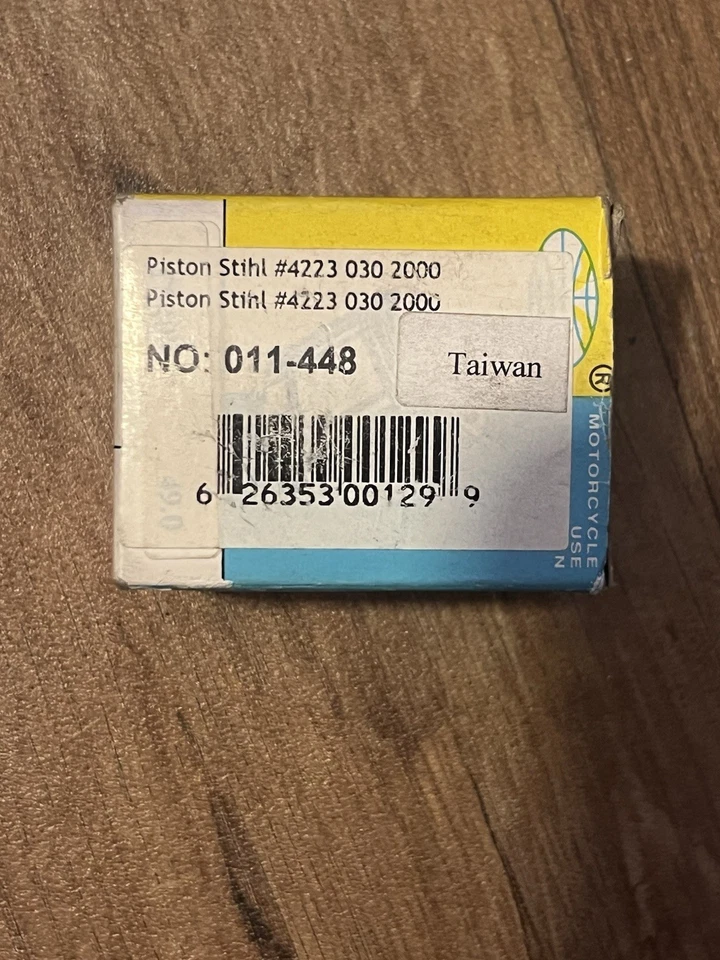 Piston Stihl #4223 030 2000
Piston Stihl #4223 030 2000
NO: 011-448
Taiwan
6 26353 00129 9
49.0
®
MOTORCYCLE
USE